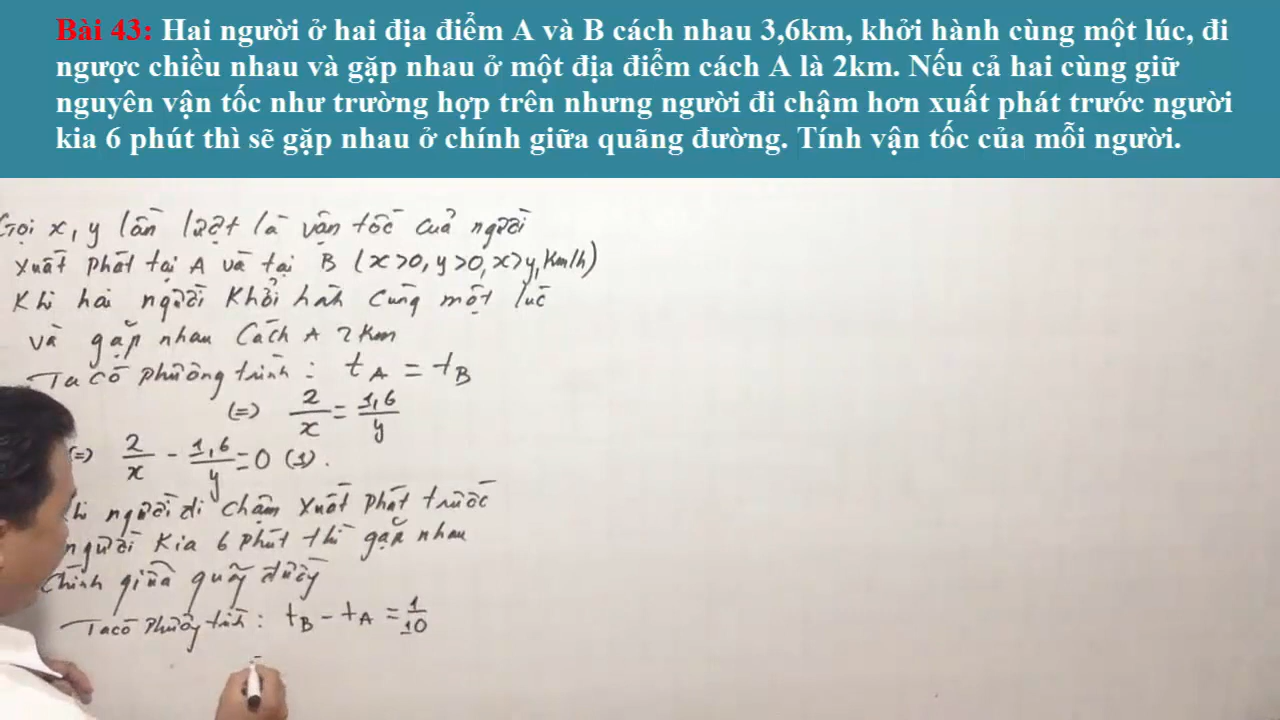 Bài 43: Hai người ở hai địa điểm A và B cách nhau 3,6km, khởi hành cùng một lúc, đi
ngược chiều nhau và gặp nhau ở một địa điểm cách A là 2km. Nếu cả hai cùng giữ
nguyên vận tốc như trường hợp trên nhưng người đi chậm hơn xuất phát trước người
kia 6 phút thì sẽ gặp nhau ở chính giữa quãng đường. Tính vận tốc của mỗi người.
Gọi x, y lần lượt là vận tốc của người
xuất phát tại A và tại B (x>0, y>0, x>y, Km/h)
Khi hai người khởi hành cùng một lúc
và gặp nhau cách A 2km
Ta có phương trình: tA = tB
(=) 2/x = 1,6/y
(=) 2/x - 1,6/y = 0 (1).
người đi chậm xuất phát trước
người kia 6 phút thì gặp nhau
chính giữa quãng đường
Ta có phương trình: tB - tA = 1/10